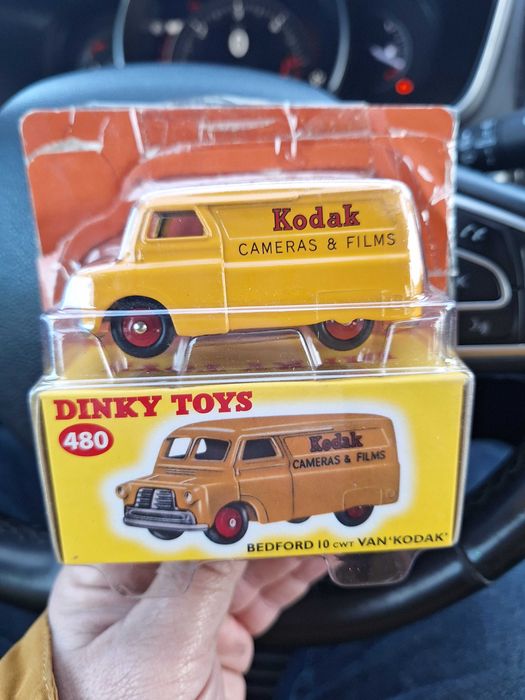 Kodak
CAMERAS & FILMS
DINKY TOYS
480
Kodak
CAMERAS & FILMS
BEDFORD 10 CWT VAN 'KODAK'